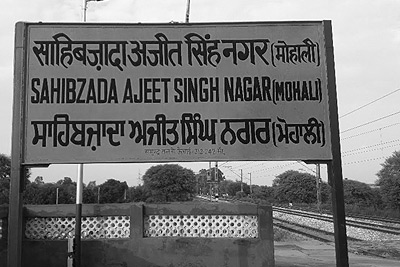 साहिबज़ादा अजीत सिंह नगर (मोहाली)
SAHIBZADA AJEET SINGH NAGAR (MOHALI)
ਸਾਹਿਬਜ਼ਾਦਾ ਅਜੀਤ ਸਿੰਘ ਨਗਰ (ਮੋਹਾਲੀ)